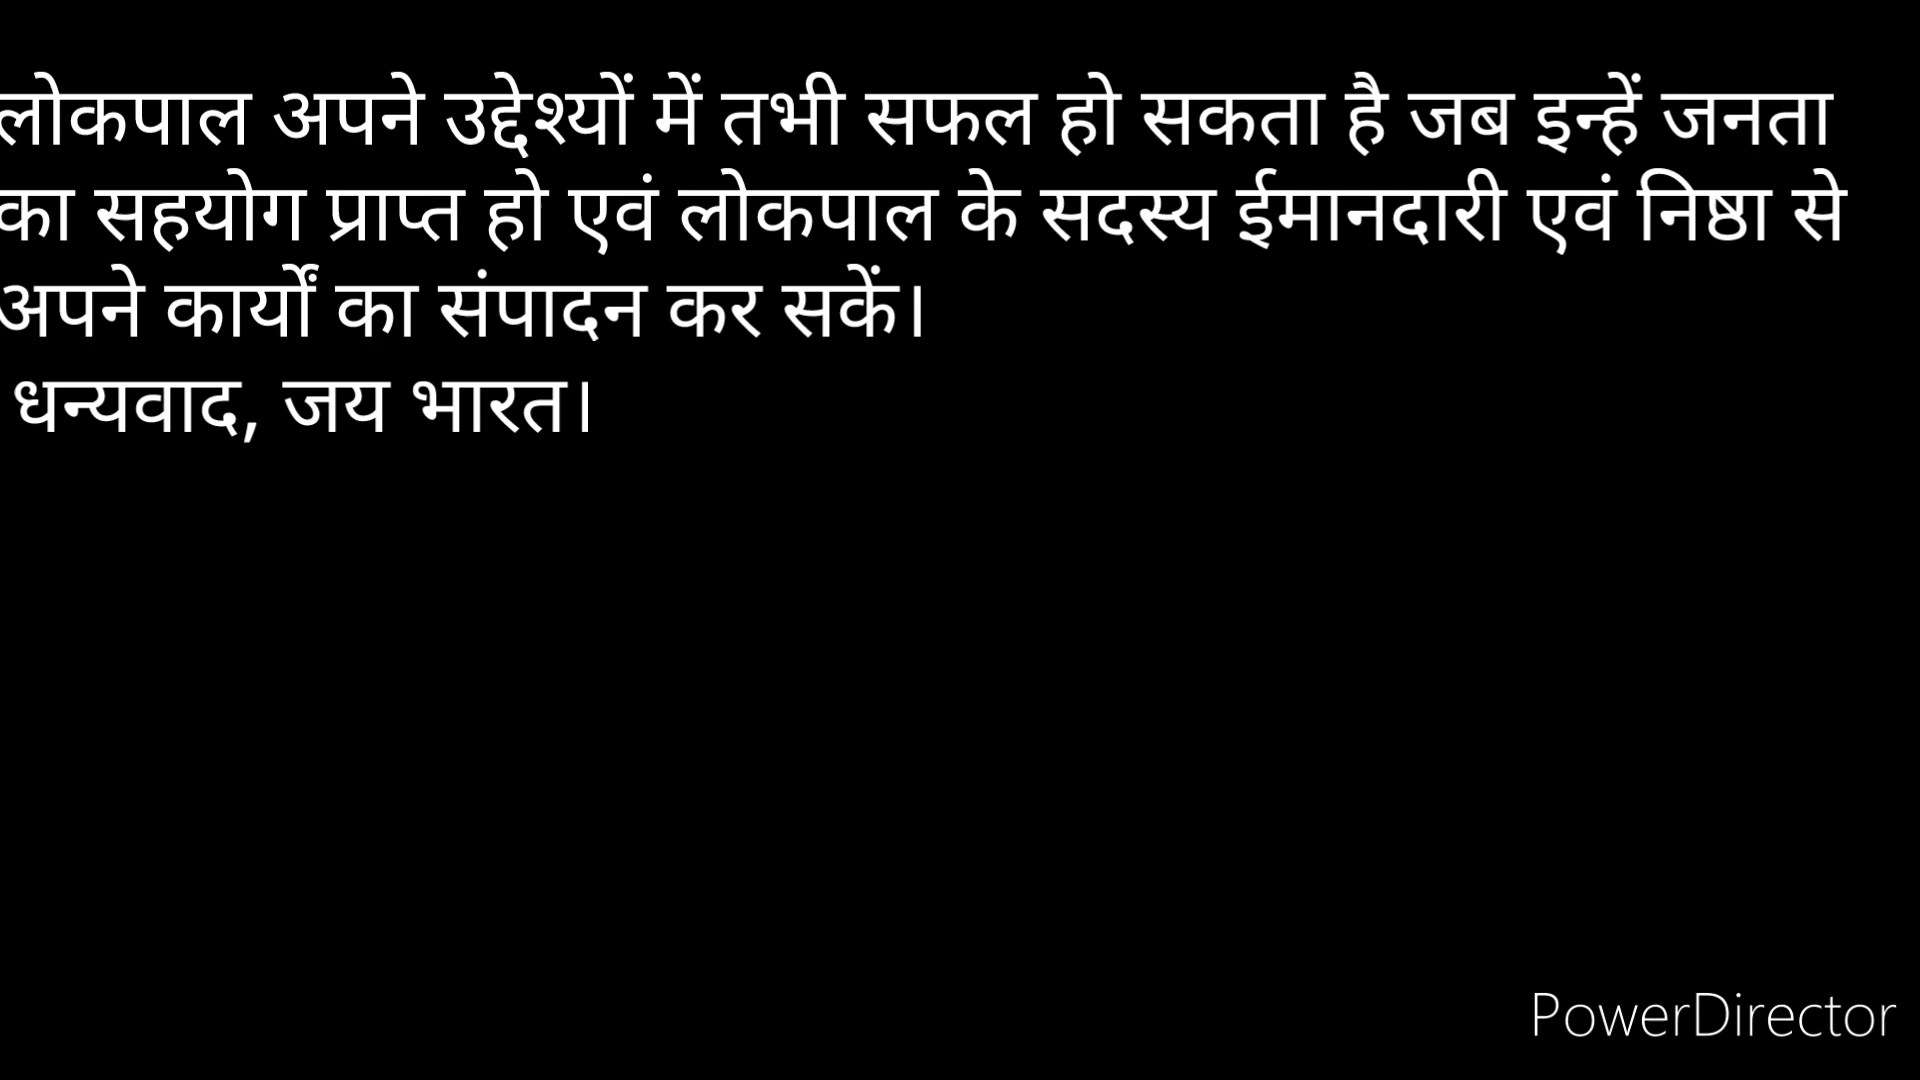 लोकपाल अपने उद्देश्यों में तभी सफल हो सकता है जब इन्हें जनता
का सहयोग प्राप्त हो एवं लोकपाल के सदस्य ईमानदारी एवं निष्ठा से
अपने कार्यों का संपादन कर सकें।
धन्यवाद, जय भारत।
PowerDirector